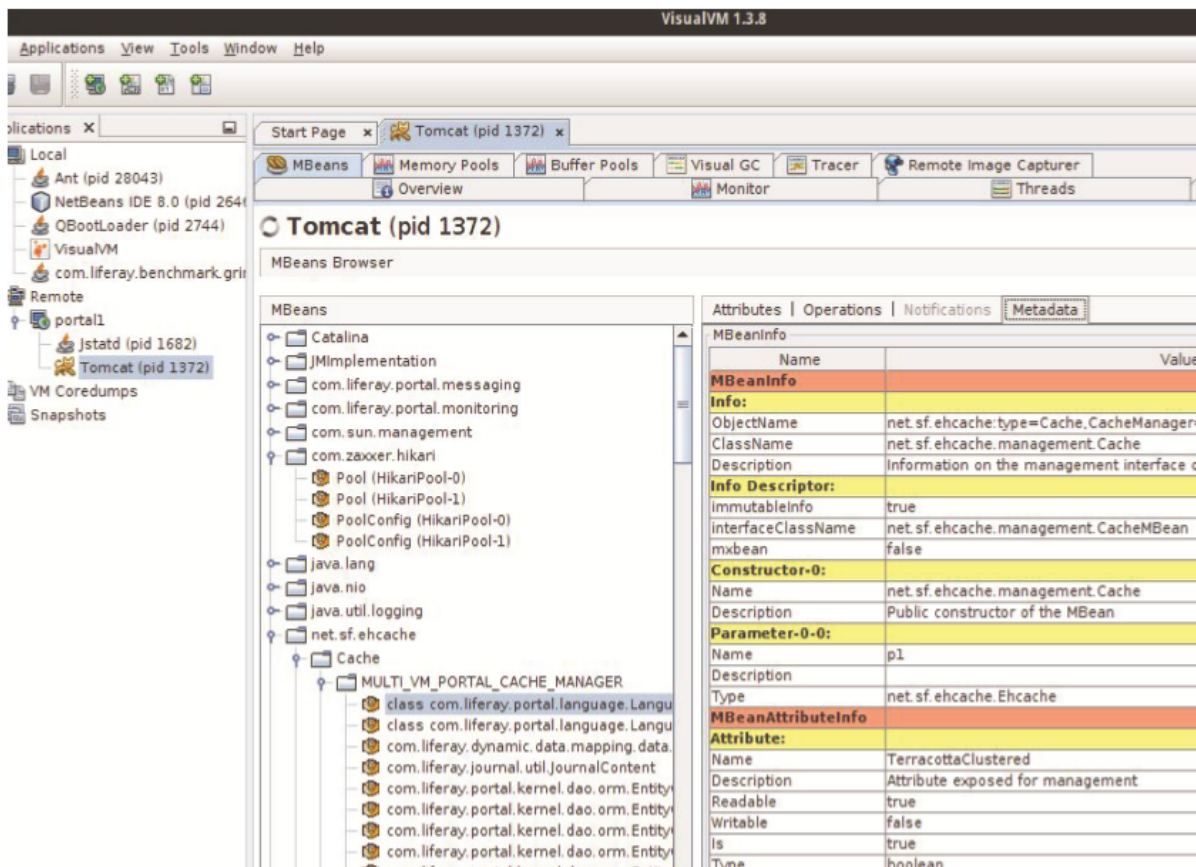 VisualVM 1.3.8
Applications View Tools Window Help
plications
Start Page
Tomcat (pid 1372)
Local
Ant (pid 28043)
NetBeans IDE 8.0 (pid 264
QBootLoader (pid 2744)
VisualVM
com.liferay.benchmark.grin
Remote
portal1
Jstatd (pid 1682)
Tomcat (pid 1372)
VM Coredumps
Snapshots
MBeans Memory Pools Buffer Pools Visual GC Tracer Remote Image Capturer
Overview Monitor Threads
Tomcat (pid 1372)
MBeans Browser
MBeans
Catalina
JMImplementation
com.liferay.portal.messaging
com.liferay.portal.monitoring
com.sun.management
com.zaxxer.hikari
Pool (HikariPool-0)
Pool (HikariPool-1)
PoolConfig (HikariPool-0)
PoolConfig (HikariPool-1)
java.lang
java.nio
java.util.logging
net.sf.ehcache
Cache
MULTI_VM_PORTAL_CACHE_MANAGER
class com.liferay.portal.language.Langu
class com.liferay.portal.language.Langu
com.liferay.dynamic.data.mapping.data.
com.liferay.journal.util.JournalContent
com.liferay.portal.kernel.dao.orm.Entity
com.liferay.portal.kernel.dao.orm.Entity
com.liferay.portal.kernel.dao.orm.Entity
com.liferay.portal.kernel.dao.orm.Entity
Attributes | Operations | Notifications | Metadata
MBeanInfo
Name Value
MBeanInfo
Info:
ObjectName net.sf.ehcache:type=Cache,CacheManager=
ClassName net.sf.ehcache.management.Cache
Description Information on the management interface o
Info Descriptor:
immutableInfo true
interfaceClassName net.sf.ehcache.management.CacheMBean
mxbean false
Constructor-0:
Name net.sf.ehcache.management.Cache
Description Public constructor of the MBean
Parameter-0-0:
Name p1
Description
Type net.sf.ehcache.Ehcache
MBeanAttributeInfo
Attribute:
Name TerracottaClustered
Description Attribute exposed for management
Readable true
Writable false
Is true
Type boolean